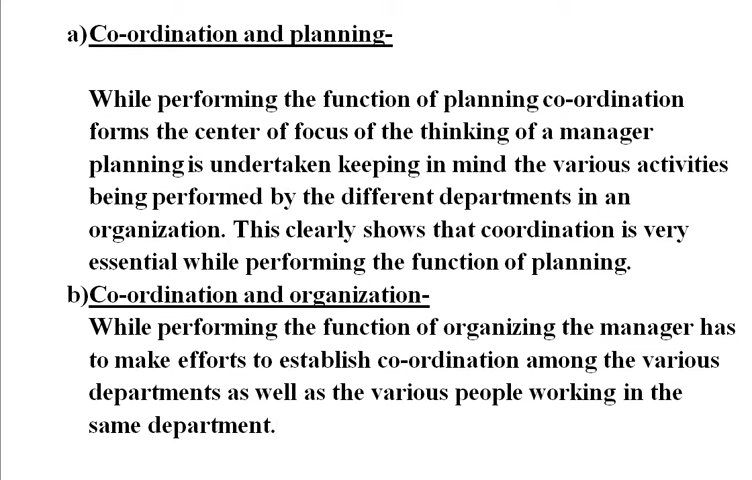 a)Co-ordination and planning-
While performing the function of planning co-ordination
forms the center of focus of the thinking of a manager
planning is undertaken keeping in mind the various activities
being performed by the different departments in an
organization. This clearly shows that coordination is very
essential while performing the function of planning.
b)Co-ordination and organization-
While performing the function of organizing the manager has
to make efforts to establish co-ordination among the various
departments as well as the various people working in the
same department.